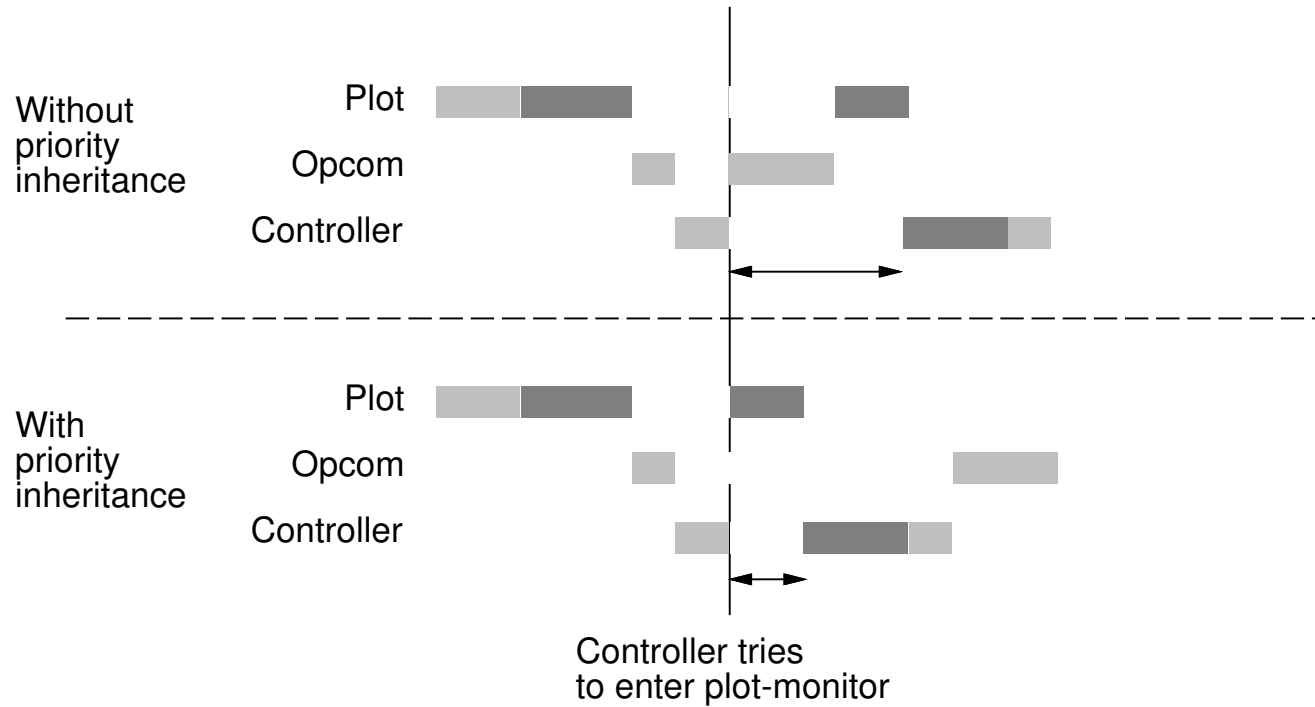 Without
priority
inheritance
Plot
Opcom
Controller
With
priority
inheritance
Plot
Opcom
Controller
Controller tries
to enter plot-monitor